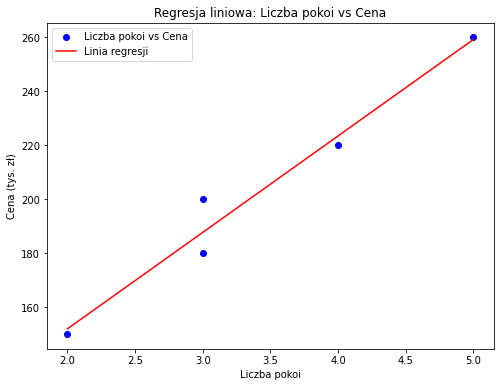 Regresja liniowa: Liczba pokoi vs Cena
Liczba pokoi vs Cena
Linia regresji
Cena (tys. zł)
260
240
220
200
180
160
2.0 2.5 3.0 3.5 4.0 4.5 5.0
Liczba pokoi